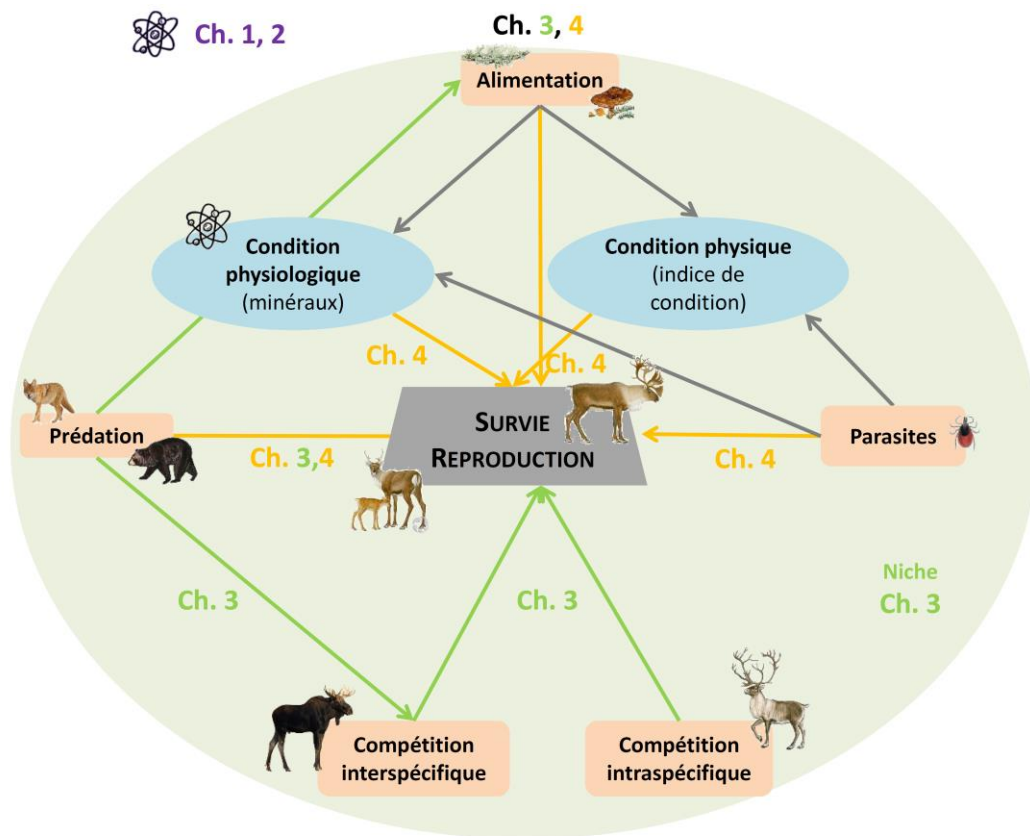 Ch. 1, 2
Ch. 3, 4
Alimentation
Condition
physiologique
(minéraux)
Condition physique
(indice de
condition)
Ch. 4
Ch. 4
Prédation
SURVIE
REPRODUCTION
Parasites
Ch. 3,4
Ch. 4
Ch. 3
Ch. 3
Niche
Ch. 3
Compétition
interspécifique
Compétition
intraspécifique